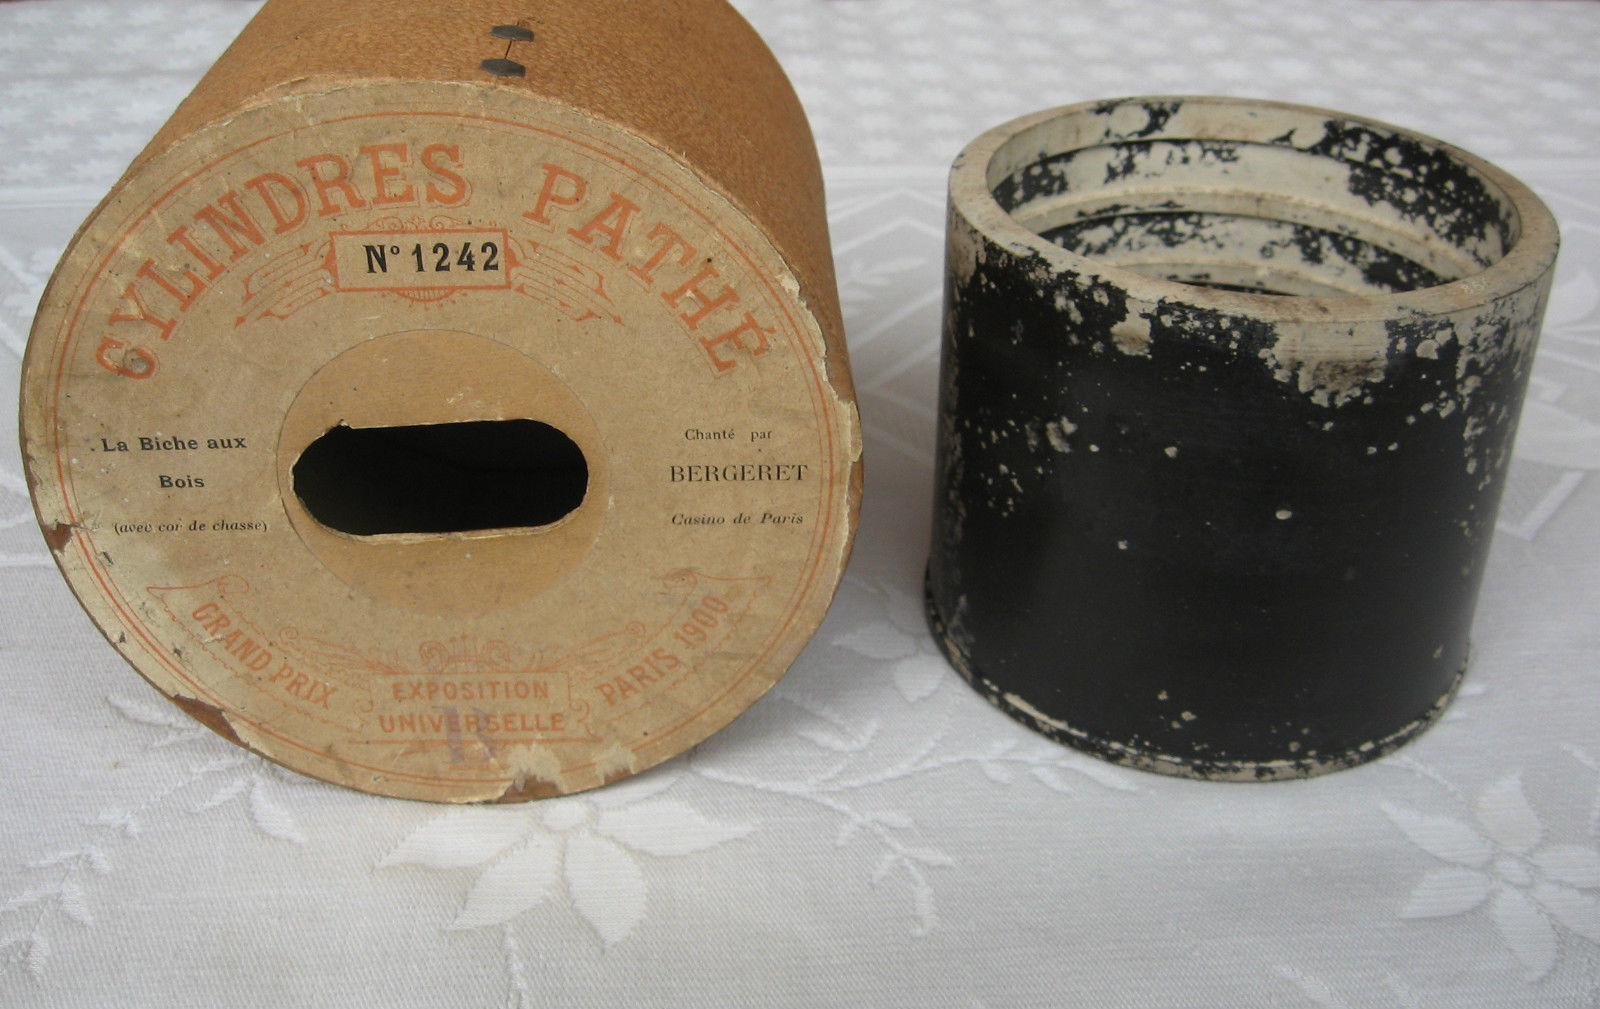 CYLINDRES PATHÉ
Nº 1242
La Biche aux
Bois
(avec cor de chasse)
Chanté par
BERGERET
Casino de Paris
GRAND PRIX
EXPOSITION
UNIVERSELLE
PARIS 1900